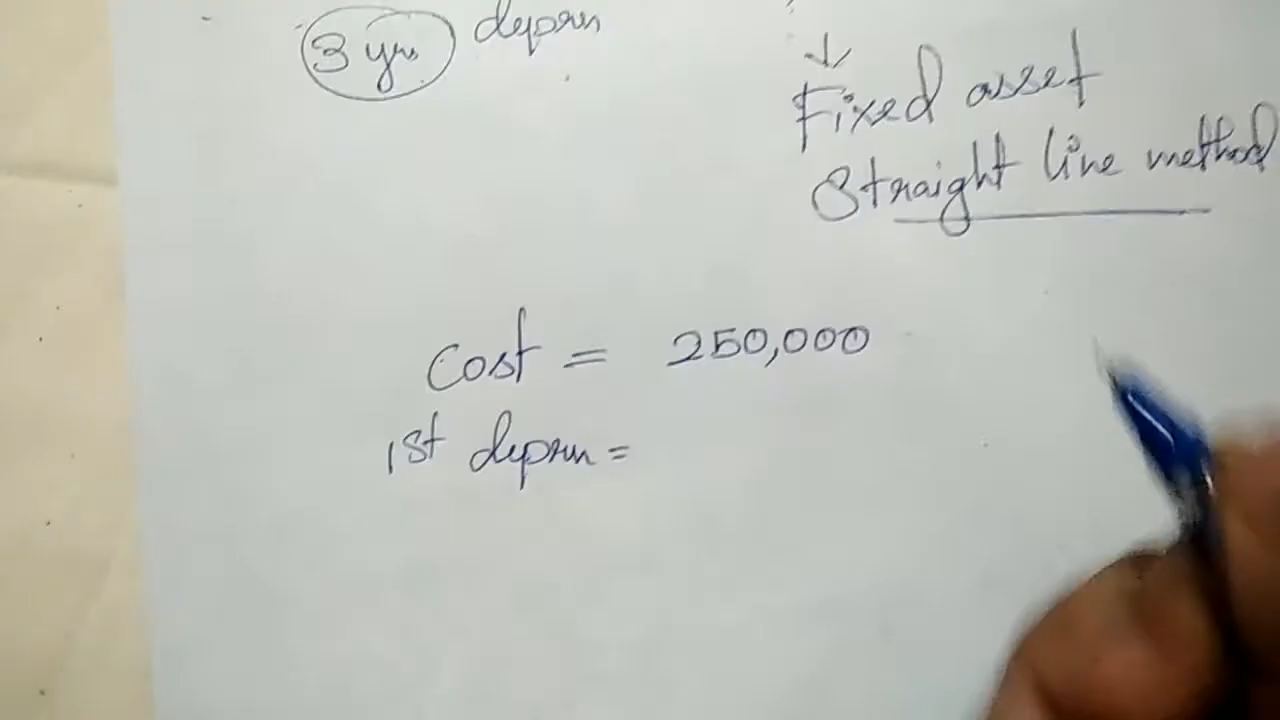 3 yrs deprn
Fixed asset
Straight line method
Cost = 250,000
1st deprn =